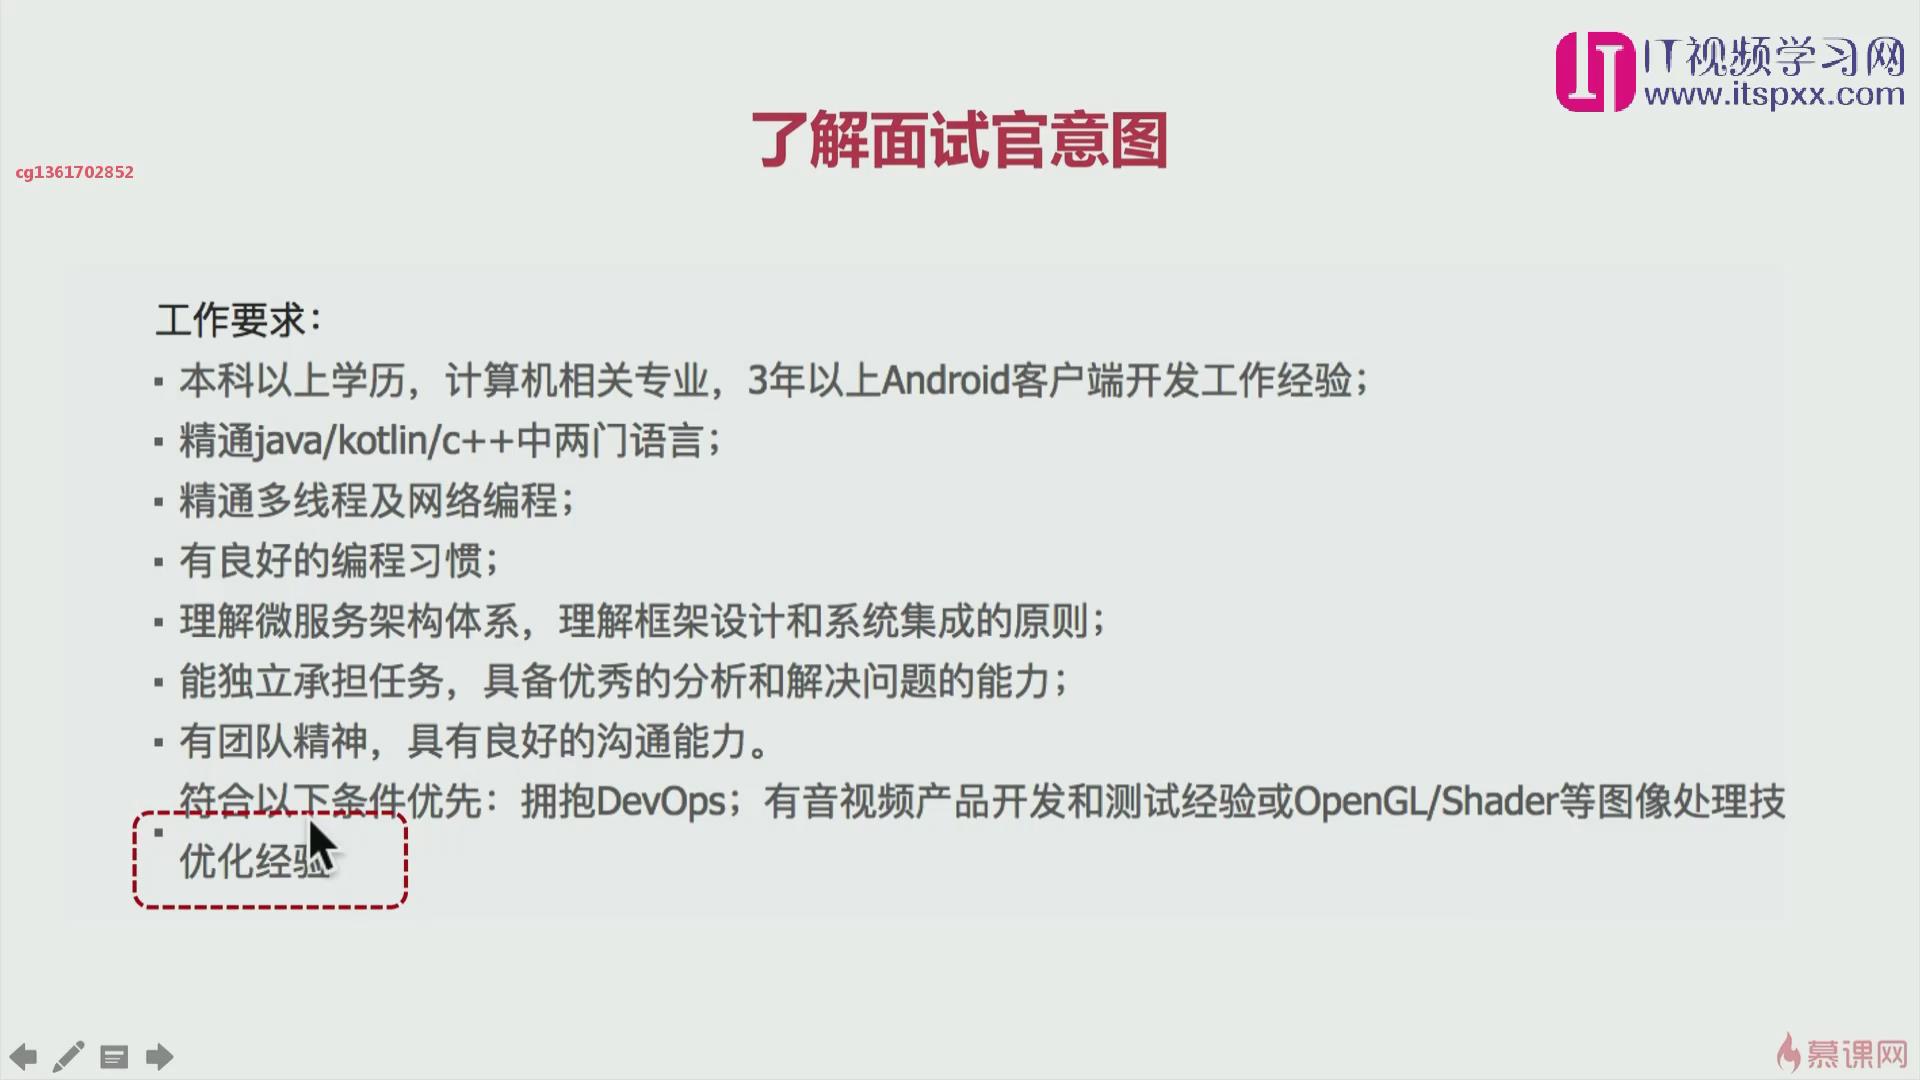 IT视频学习网
www.itspxx.com
了解面试官意图
cg1361702852
工作要求：
▪ 本科以上学历，计算机相关专业，3年以上Android客户端开发工作经验；
▪ 精通java/kotlin/c++中两门语言；
▪ 精通多线程及网络编程；
▪ 有良好的编程习惯；
▪ 理解微服务架构体系，理解框架设计和系统集成的原则；
▪ 能独立承担任务，具备优秀的分析和解决问题的能力；
▪ 有团队精神，具有良好的沟通能力。
▪ 符合以下条件优先：拥抱DevOps；有音视频产品开发和测试经验或OpenGL/Shader等图像处理技
优化经验
慕课网